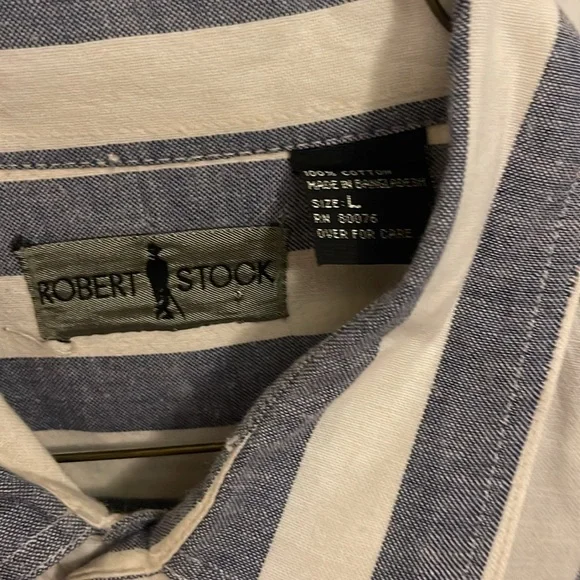 100% COTTON
MADE IN BANGLADESH
SIZE: L
RN 80076
OVER FOR CARE
ROBERT STOCK